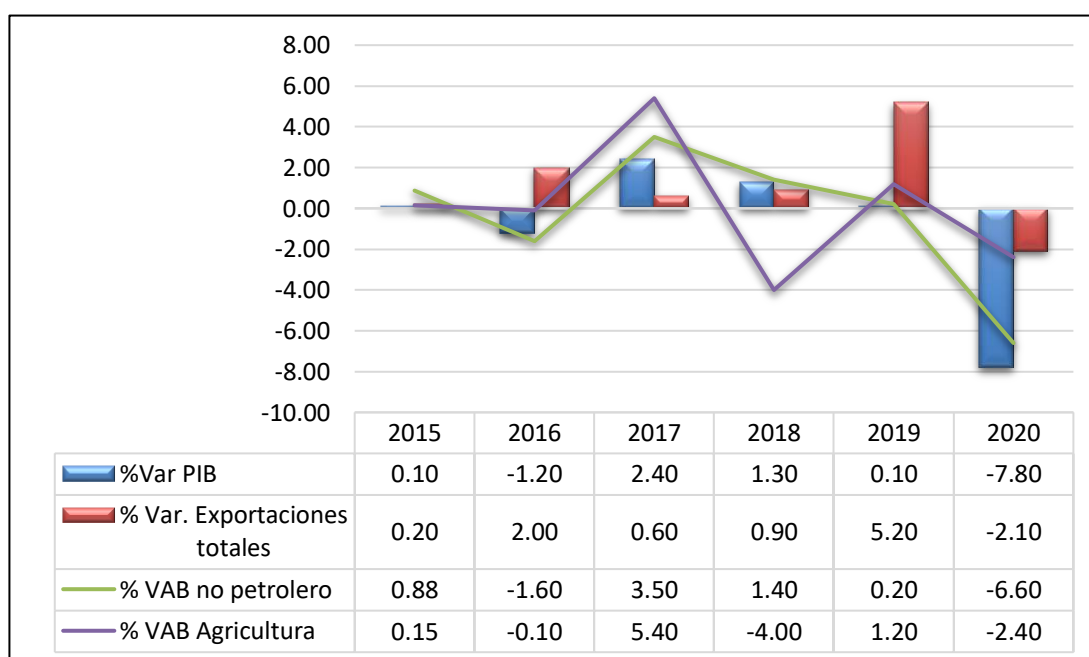 8.00
6.00
4.00
2.00
0.00
-2.00
-4.00
-6.00
-8.00
-10.00
2015 2016 2017 2018 2019 2020
%Var PIB 0.10 -1.20 2.40 1.30 0.10 -7.80
% Var. Exportaciones
totales 0.20 2.00 0.60 0.90 5.20 -2.10
% VAB no petrolero 0.88 -1.60 3.50 1.40 0.20 -6.60
% VAB Agricultura 0.15 -0.10 5.40 -4.00 1.20 -2.40